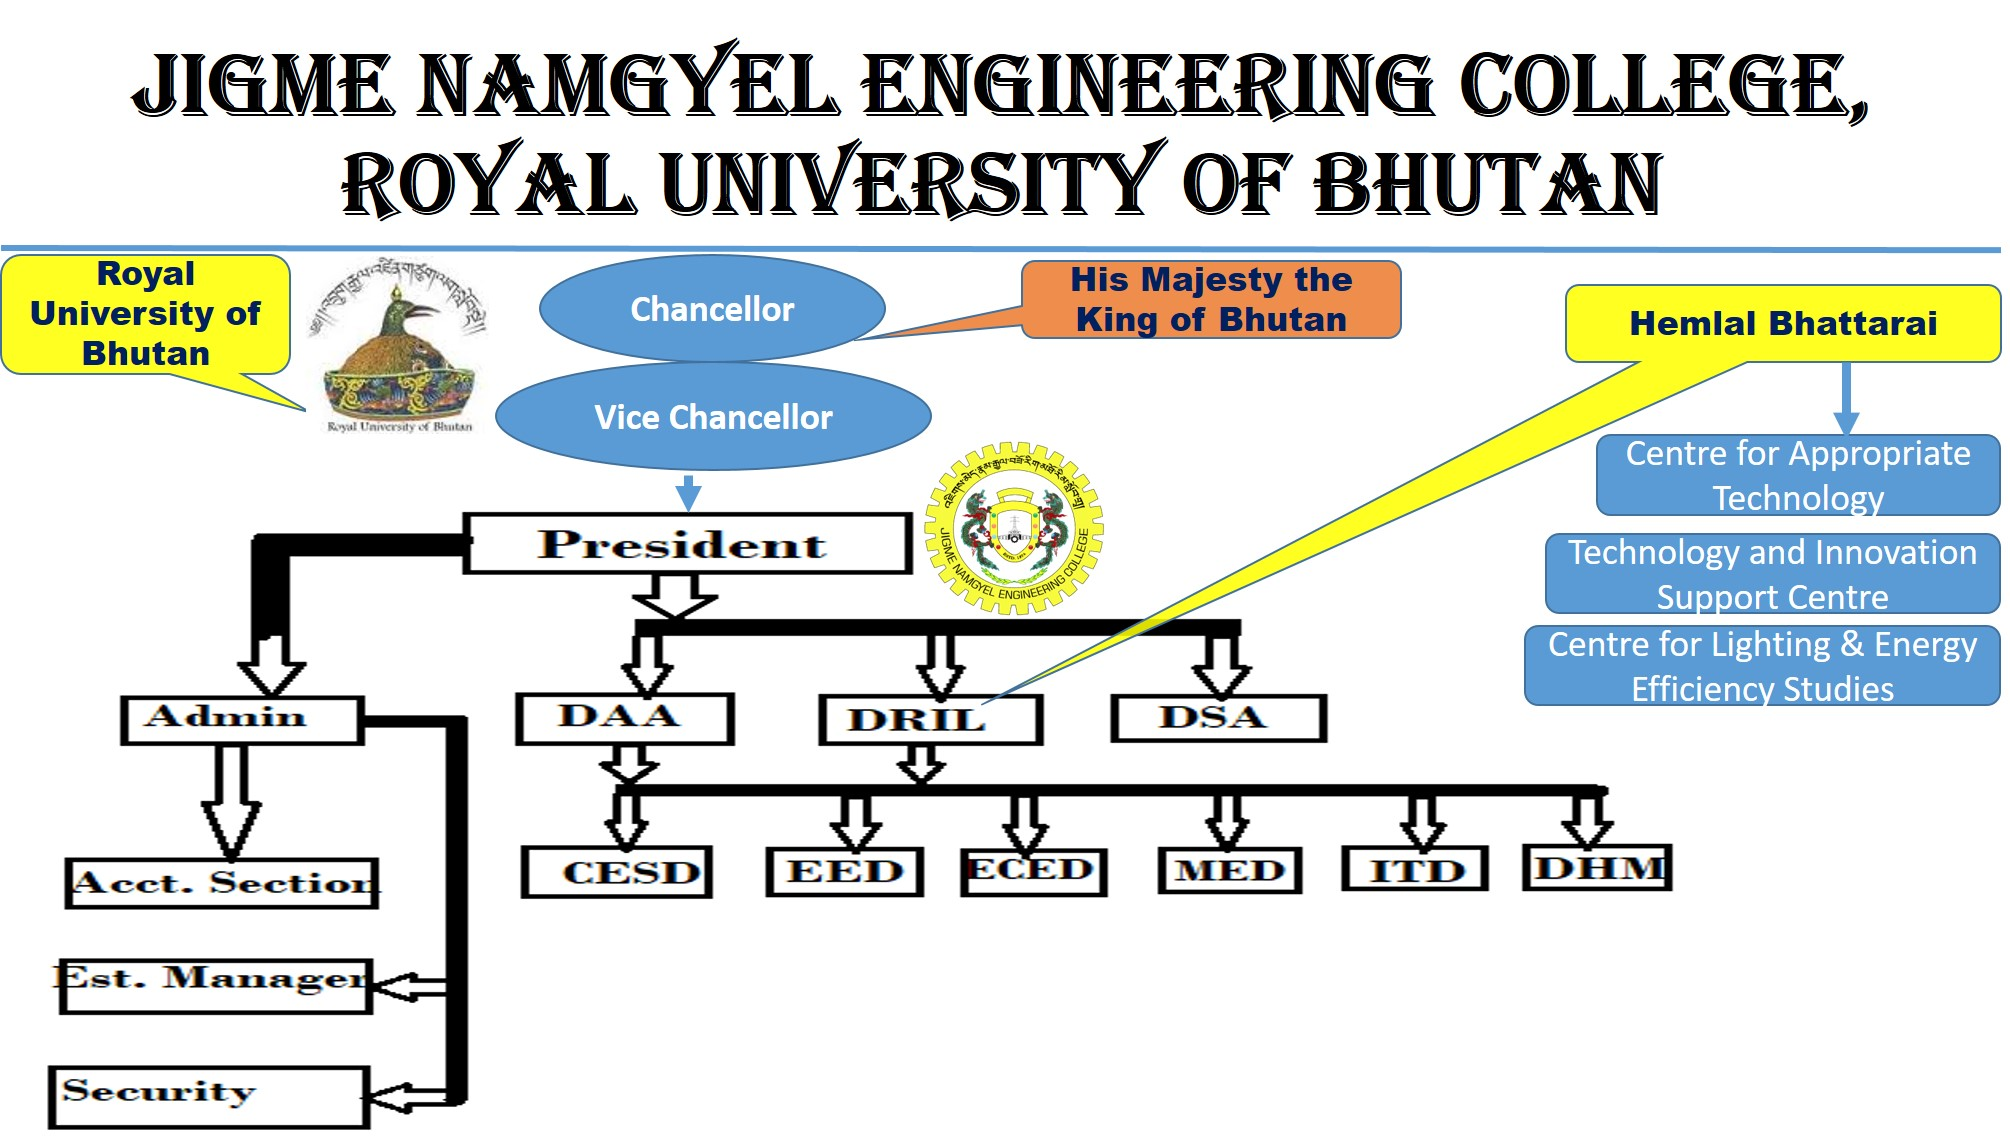 JIGME NAMGYEL ENGINEERING COLLEGE,
ROYAL UNIVERSITY OF BHUTAN
Royal
University of
Bhutan
Royal University of Bhutan
Chancellor
His Majesty the
King of Bhutan
Hemlal Bhattarai
Vice Chancellor
Centre for Appropriate
Technology
President
JIGME NAMGYEL ENGINEERING COLLEGE
Technology and Innovation
Support Centre
Centre for Lighting & Energy
Efficiency Studies
Admin
DAA
DRIL
DSA
Acct. Section
CESD
EED
ECED
MED
ITD
DHM
Est. Manager
Security